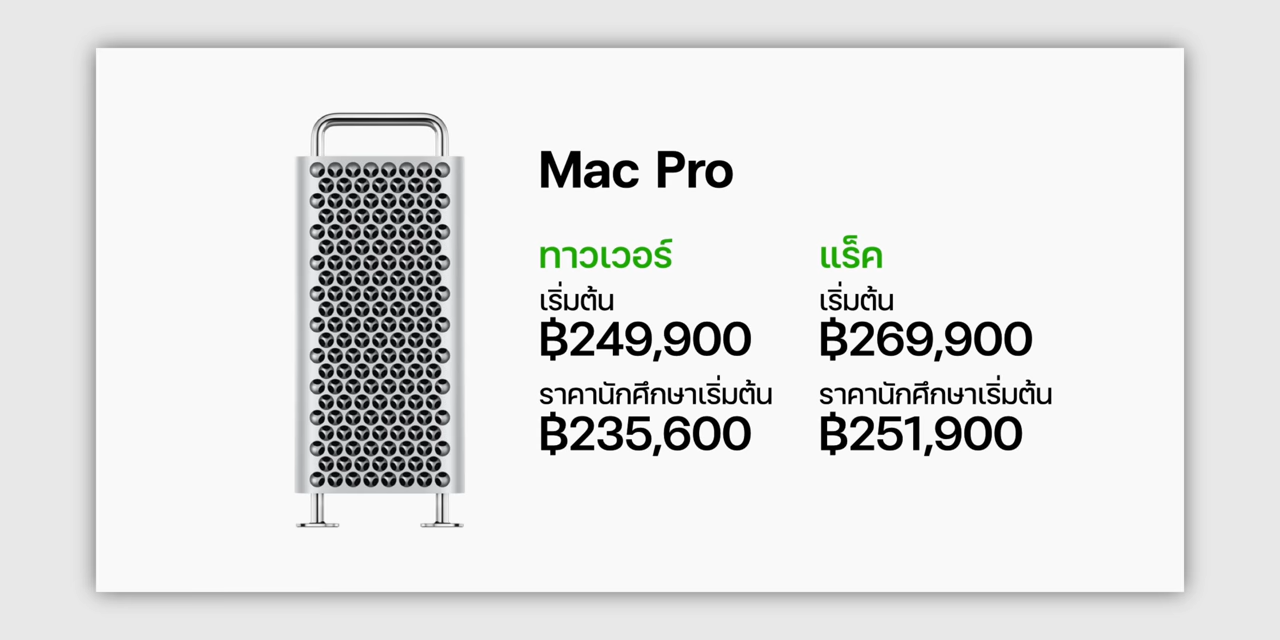 Mac Pro
ทาวเวอร์
เริ่มต้น
฿249,900
ราคานักศึกษาเริ่มต้น
฿235,600
แร็ค
เริ่มต้น
฿269,900
ราคานักศึกษาเริ่มต้น
฿251,900